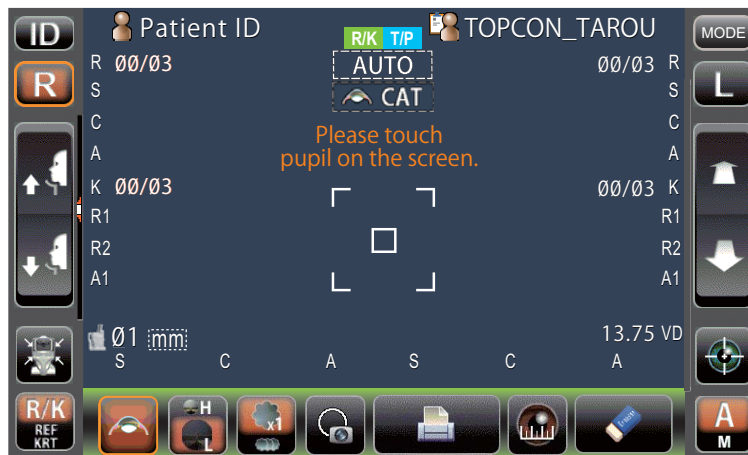 ID Patient ID R/K T/P TOPCON_TAROU MODE
R 00/03 AUTO 00/03 R
R S CAT S L
C Please touch C
A pupil on the screen. A
K 00/03 00/03 K
R1 R1
R2 R2
A1 A1
Ø1 mm 13.75 VD
S C A S C A
R/K H x1 A
REF L M
KRT